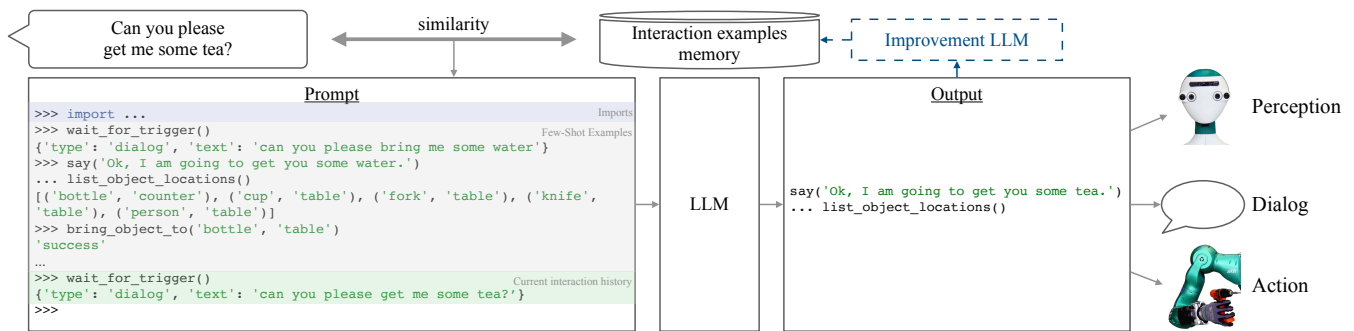 Can you please
get me some tea?
similarity
Interaction examples
memory
Improvement LLM
Prompt
>>> import ...
Imports
>>> wait_for_trigger()
Few-Shot Examples
{'type': 'dialog', 'text': 'can you please bring me some water'}
>>> say('Ok, I am going to get you some water.')
... list_object_locations()
[('bottle', 'counter'), ('cup', 'table'), ('fork', 'table'), ('knife',
'table'), ('person', 'table')]
>>> bring_object_to('bottle', 'table')
'success'
...
>>> wait_for_trigger()
Current interaction history
{'type': 'dialog', 'text': 'can you please get me some tea?’}
>>>
LLM
Output
say('Ok, I am going to get you some tea.')
... list_object_locations()
Perception
Dialog
Action